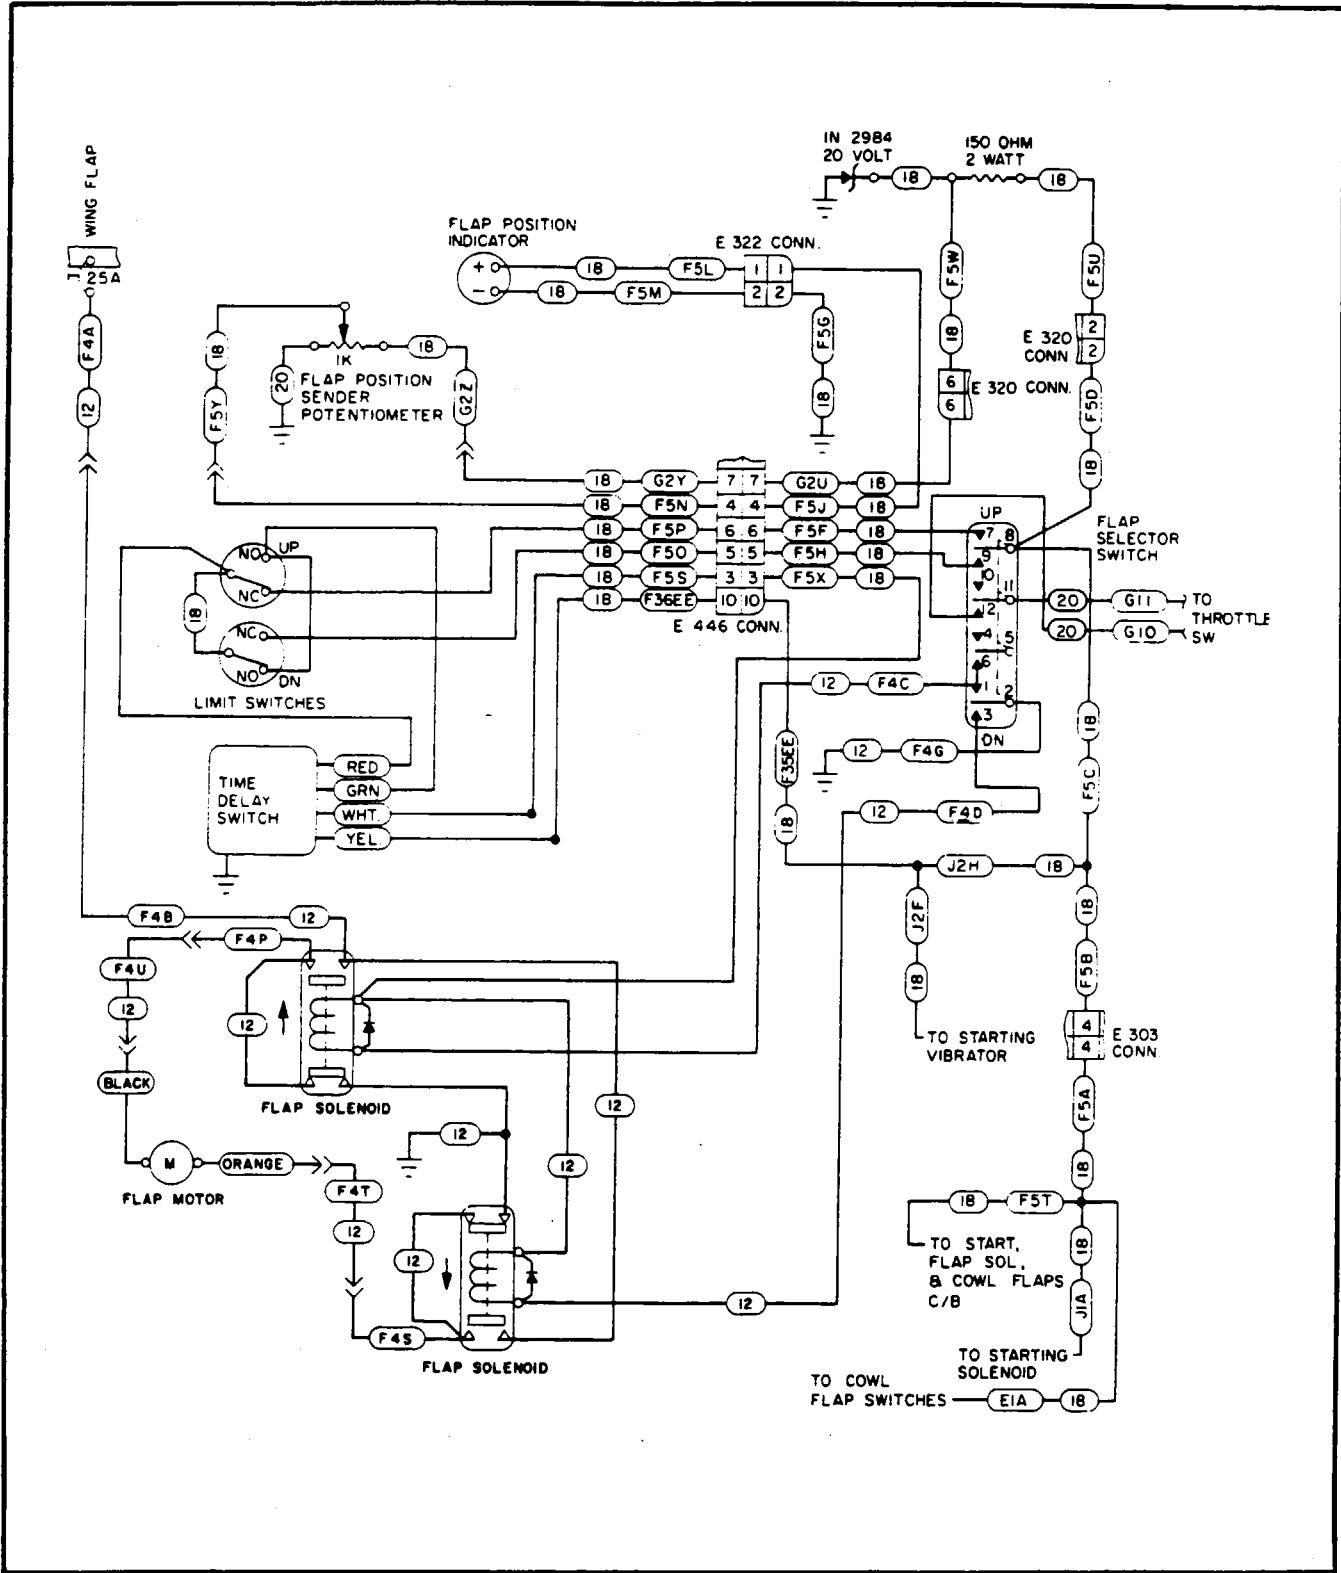 IN 2984
20 VOLT
150 OHM
2 WATT
18
18
WING FLAP
25A
FLAP POSITION
INDICATOR
+
−
18
F5L
E 322 CONN.
1 1
18
F5M
2 2
F5G
18
F5W
18
F5U
E 320
CONN
2
2
6
6
E 320 CONN.
F5D
18
F4A
12
18
F5Y
20
1K
18
G2Z
FLAP POSITION
SENDER
POTENTIOMETER
18 G2Y 7 7 G2U 18
18 F5N 4 4 F5J 18
18 F5P 6 6 F5F 18
18 F5O 5 5 F5H 18
18 F5S 3 3 F5X 18
18 F36EE 10 10
E 446 CONN.
UP
7 8
9
10
11
12
4 5
6
1 2
3
DN
FLAP
SELECTOR
SWITCH
20 G11 TO
THROTTLE
20 G10 SW
NO UP
NC
18
NC
NO DN
LIMIT SWITCHES
12 F4C
12 F4G
F35EE
18
12 F4D
18
F5C
TIME
DELAY
SWITCH
RED
GRN
WHT.
YEL.
J2H 18
J2F
18
TO STARTING
VIBRATOR
18
F5B
4
4
E 303
CONN.
F5A
18
F4B 12
F4P
F4U
12
12
BLACK
FLAP SOLENOID
12
12
12
M
ORANGE
FLAP MOTOR
F4T
12
12
F4S
FLAP SOLENOID
12
18 F5T
TO START,
FLAP SOL,
& COWL FLAPS
C/B
18
J1A
TO STARTING
SOLENOID
TO COWL
FLAP SWITCHES
E1A 18